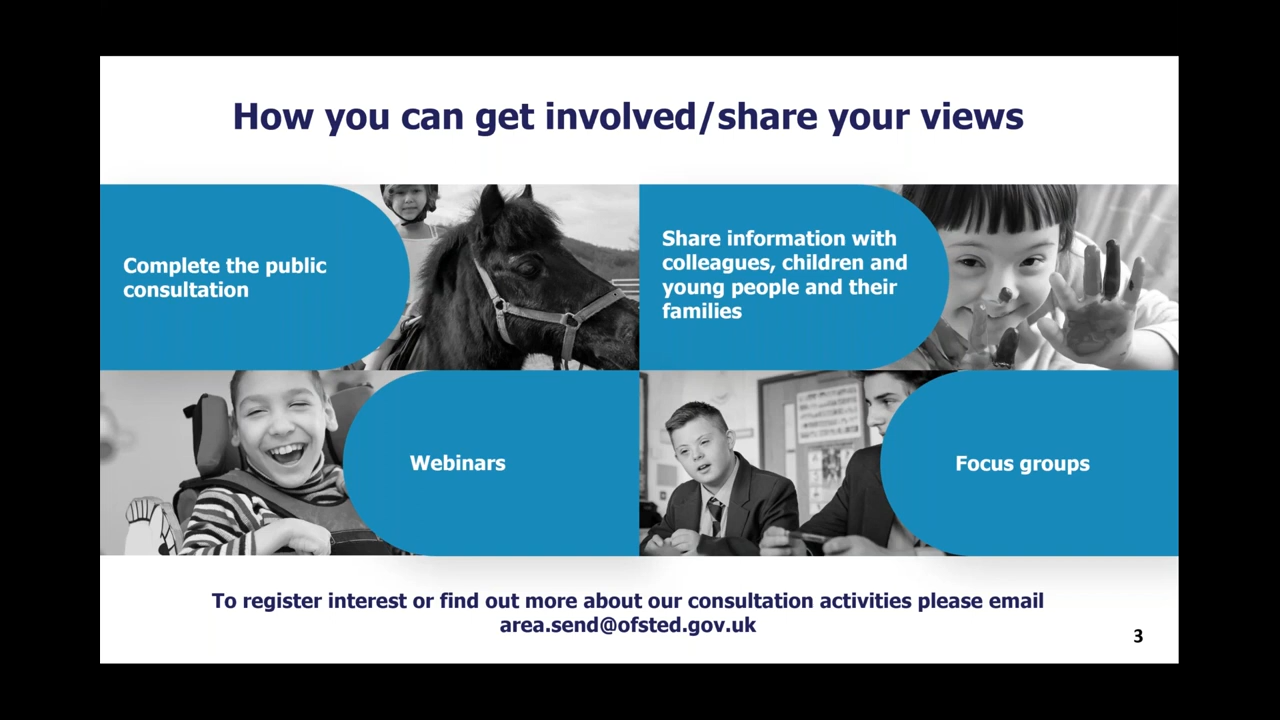 How you can get involved/share your views
Complete the public
consultation
Share information with
colleagues, children and
young people and their
families
Webinars
Focus groups
To register interest or find out more about our consultation activities please email
area.send@ofsted.gov.uk
3